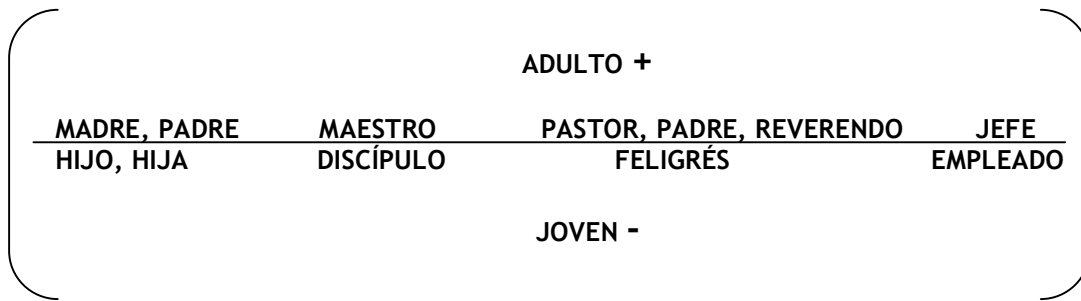 ADULTO +
MADRE, PADRE MAESTRO PASTOR, PADRE, REVERENDO JEFE
HIJO, HIJA DISCÍPULO FELIGRÉS EMPLEADO
JOVEN -